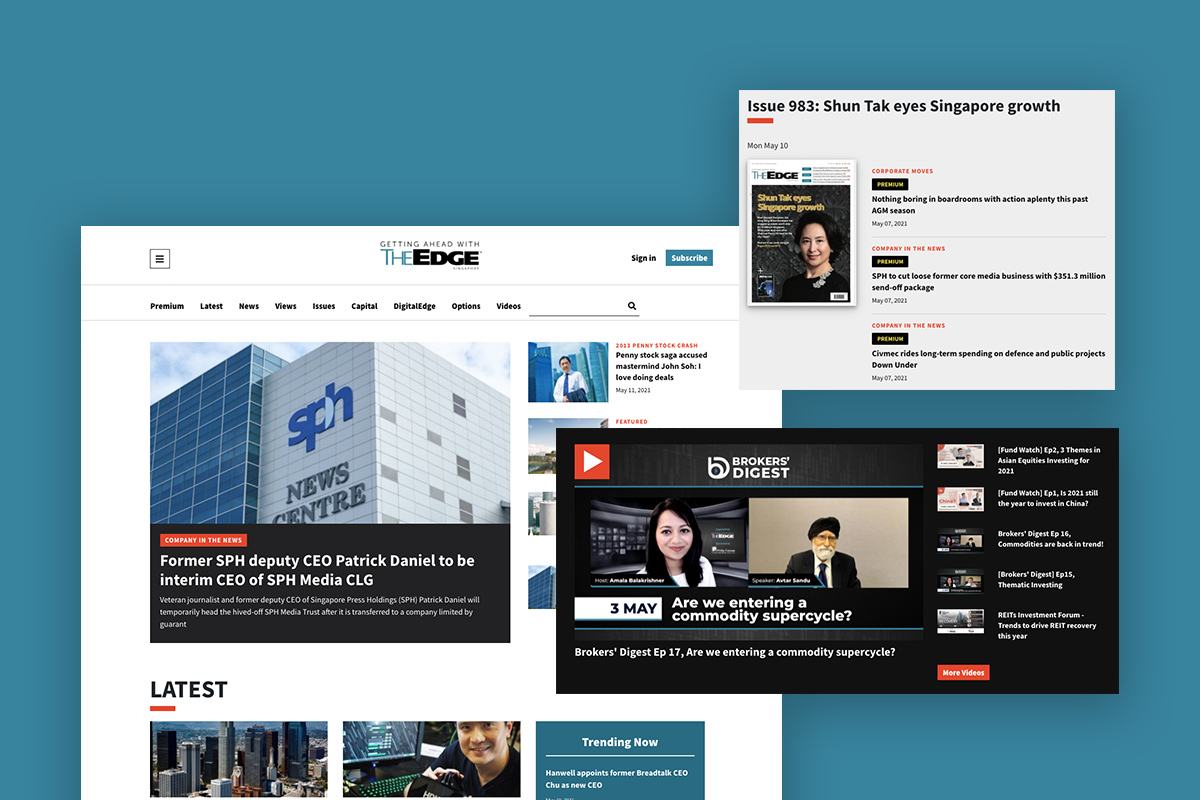 GETTING AHEAD WITH
THEEDGE
SINGAPORE
Sign in
Subscribe
Premium Latest News Views Issues Capital DigitalEdge Options Videos
sph
NEWS
CENTRE
COMPANY IN THE NEWS
Former SPH deputy CEO Patrick Daniel to be
interim CEO of SPH Media CLG
Veteran journalist and former deputy CEO of Singapore Press Holdings (SPH) Patrick Daniel will
temporarily head the hived-off SPH Media Trust after it is transferred to a company limited by
guarant
2013 PENNY STOCK CRASH
Penny stock saga accused
mastermind John Soh: I
love doing deals
May 11, 2021
FEATURED
LATEST
Trending Now
Hanwell appoints former Breadtalk CEO
Chu as new CEO
Issue 983: Shun Tak eyes Singapore growth
Mon May 10
THEEDGE
Shun Tak eyes
Singapore growth
CORPORATE MOVES
PREMIUM
Nothing boring in boardrooms with action aplenty this past
AGM season
May 07, 2021
COMPANY IN THE NEWS
PREMIUM
SPH to cut loose former core media business with $351.3 million
send-off package
May 07, 2021
COMPANY IN THE NEWS
PREMIUM
Civmec rides long-term spending on defence and public projects
Down Under
May 07, 2021
BROKERS'
DIGEST
THEEDGE
Host: Amala Balakrishner
Speaker: Avtar Sandu
3 MAY
Are we entering a
commodity supercycle?
Brokers' Digest Ep 17, Are we entering a commodity supercycle?
[Fund Watch] Ep2, 3 Themes in
Asian Equities Investing for
2021
[Fund Watch] Ep1, Is 2021 still
the year to invest in China?
Brokers' Digest Ep 16,
Commodities are back in trend!
[Brokers' Digest] Ep15,
Thematic Investing
REITs Investment Forum -
Trends to drive REIT recovery
this year
More Videos